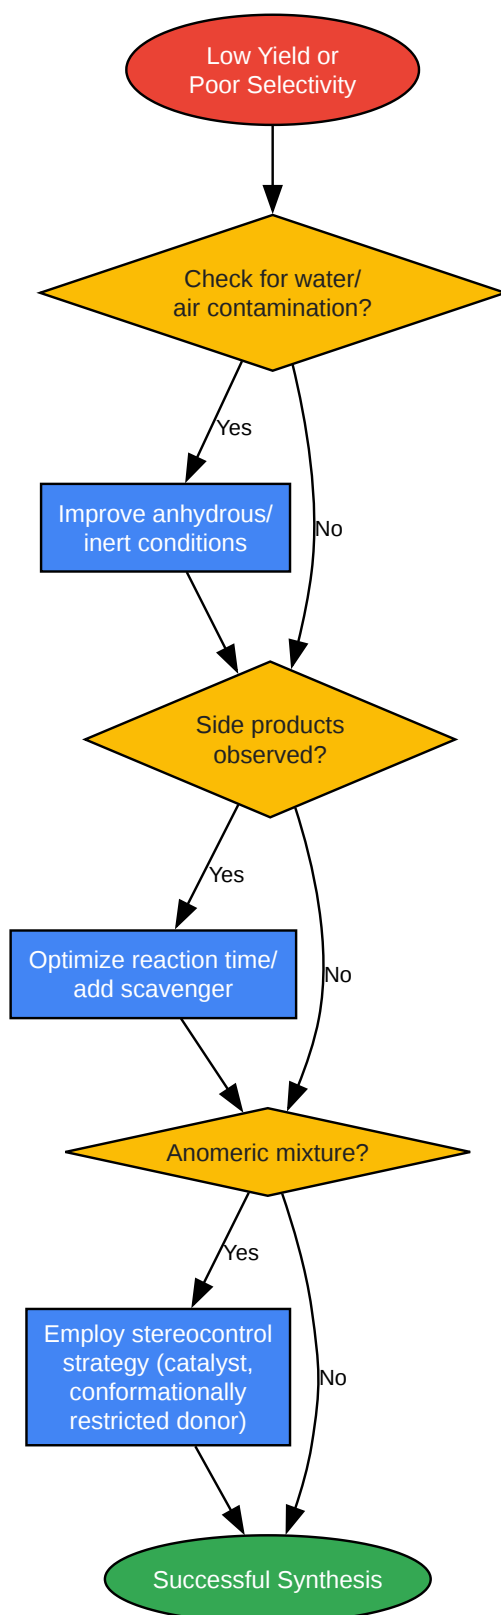 Low Yield or
Poor Selectivity
Check for water/
air contamination?
Yes
Improve anhydrous/
inert conditions
No
Side products
observed?
Yes
Optimize reaction time/
add scavenger
No
Anomeric mixture?
Yes
Employ stereocontrol
strategy (catalyst,
conformationally
restricted donor)
No
Successful Synthesis